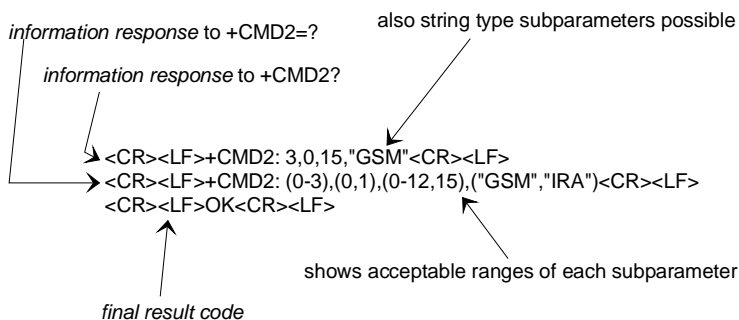 also string type subparameters possible
information response to +CMD2=?
information response to +CMD2?
<CR><LF>+CMD2: 3,0,15,"GSM"<CR><LF>
<CR><LF>+CMD2: (0-3),(0,1),(0-12,15),("GSM","IRA")<CR><LF>
<CR><LF>OK<CR><LF>
shows acceptable ranges of each subparameter
final result code